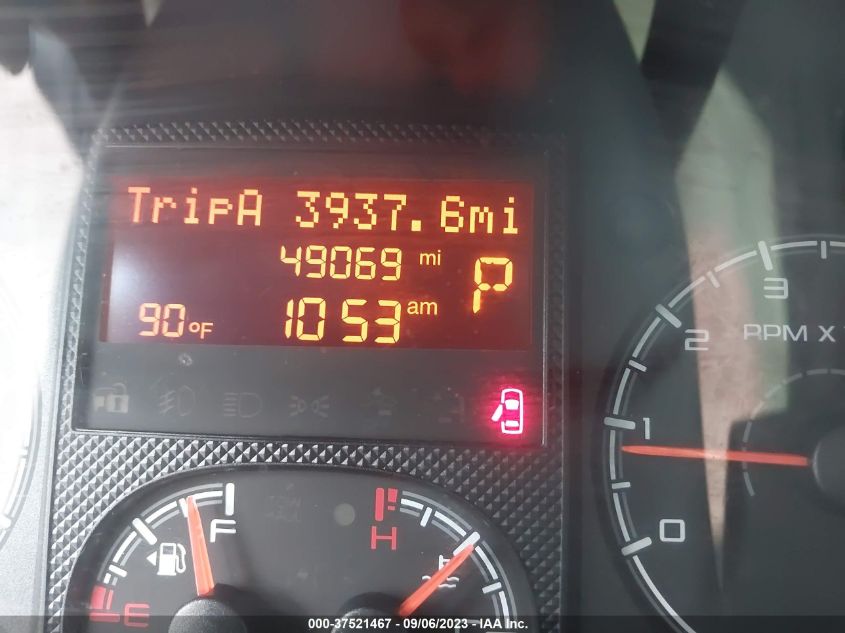 TripA 3937.6mi
49069 mi
P
90°F 10 53 am
3
2
RPM X
1
0
F
E
H
000-37521467 - 09/06/2023 - IAA Inc.